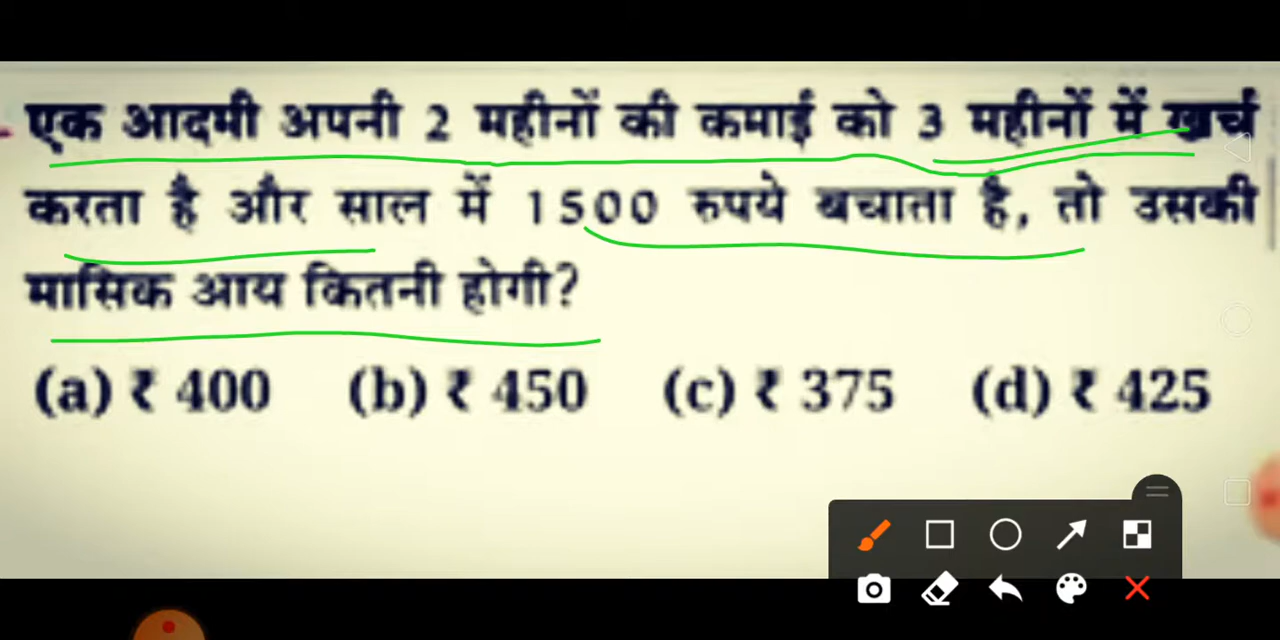 एक आदमी अपनी 2 महीनों की कमाई को 3 महीनों में खर्च
करता है और साल में 1500 रुपये बचाता है, तो उसकी
मासिक आय कितनी होगी?
(a) ₹ 400 (b) ₹ 450 (c) ₹ 375 (d) ₹ 425